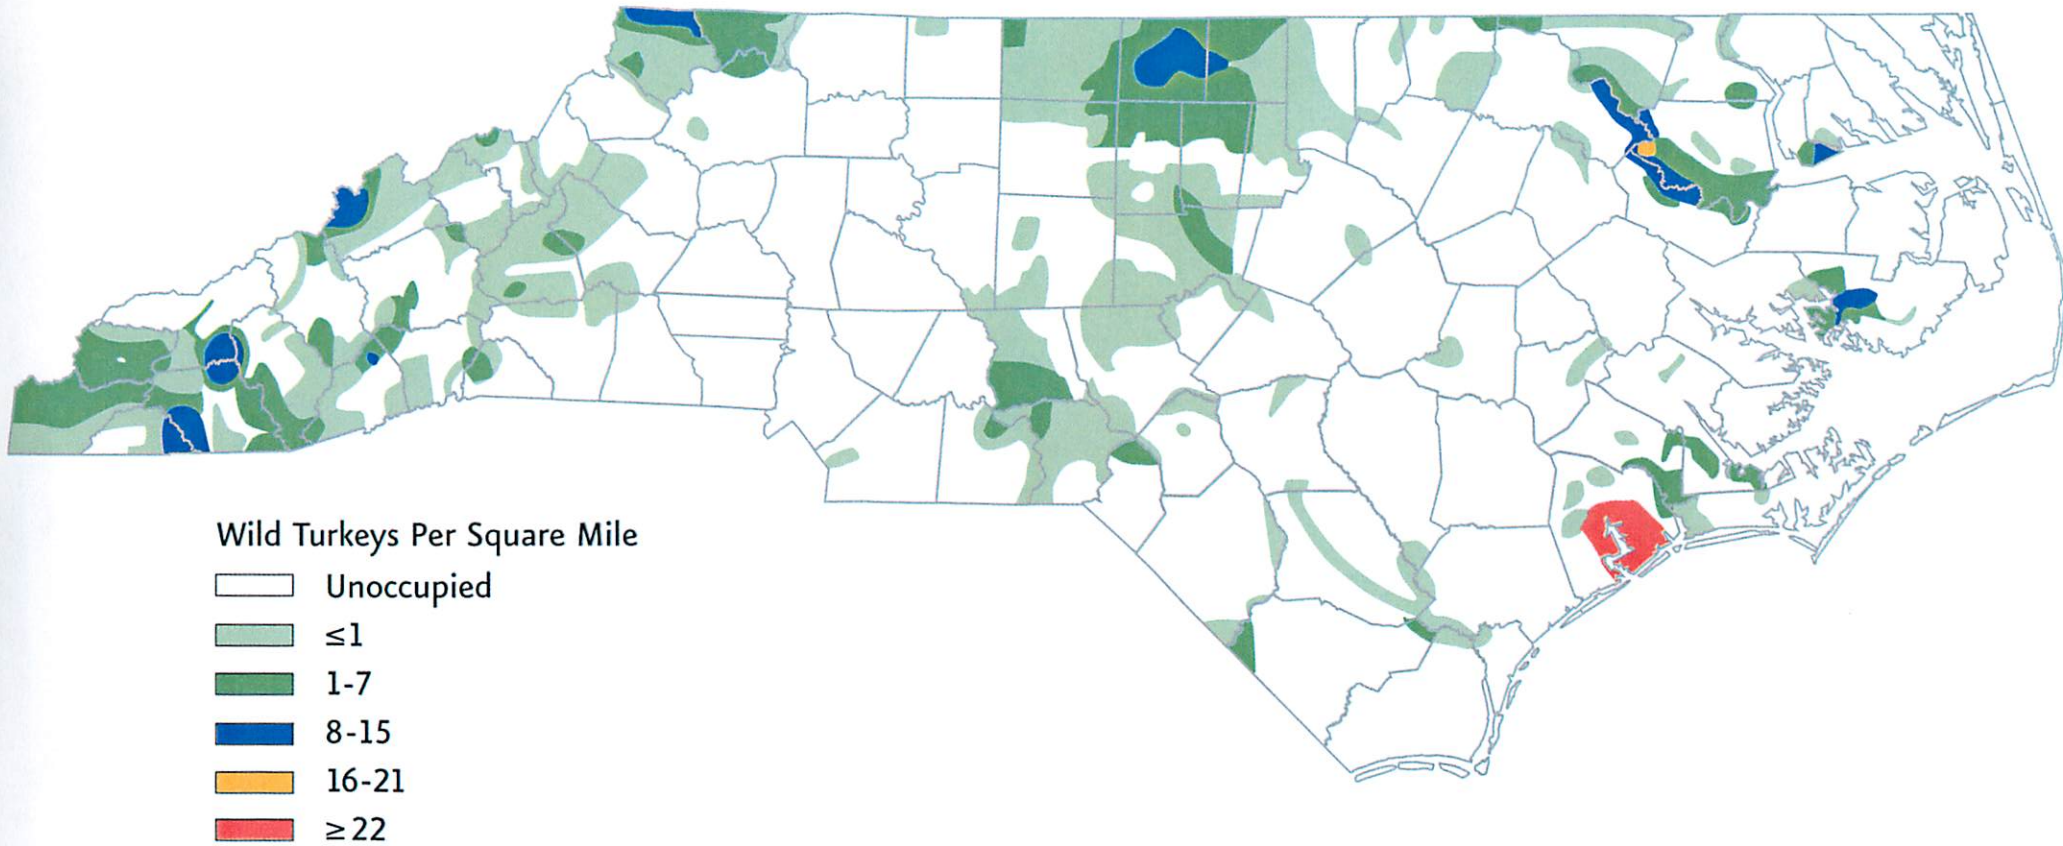 Wild Turkeys Per Square Mile
Unoccupied
≤1
1-7
8-15
16-21
≥22